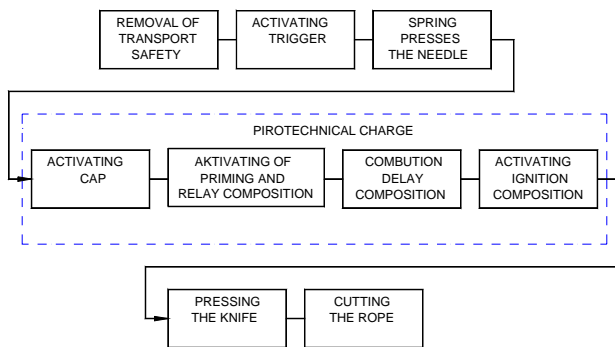 REMOVAL OF
TRANSPORT
SAFETY
ACTIVATING
TRIGGER
SPRING
PRESSES
THE NEEDLE
PIROTECHNICAL CHARGE
ACTIVATING
CAP
AKTIVATING OF
PRIMING AND
RELAY COMPOSITION
COMBUTION
DELAY
COMPOSITION
ACTIVATING
IGNITION
COMPOSITION
PRESSING
THE KNIFE
CUTTING
THE ROPE